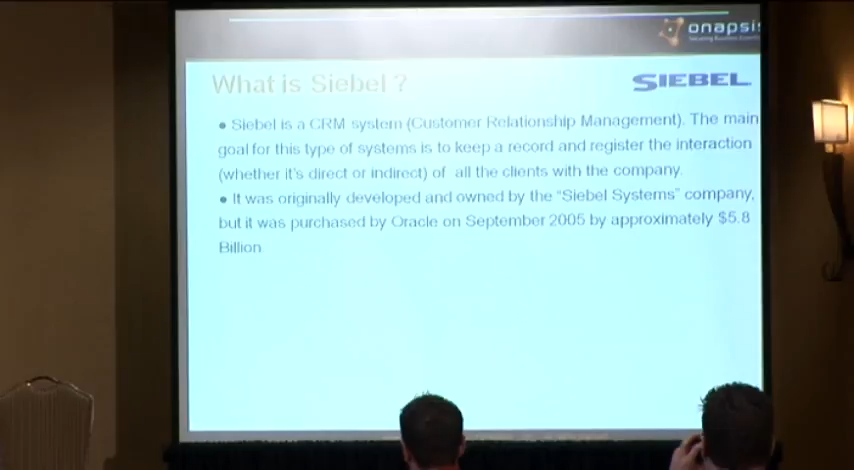 onapsis
What is Siebel ?
SIEBEL
● Siebel is a CRM system (Customer Relationship Management). The main
goal for this type of systems is to keep a record and register the interaction
(whether it's direct or indirect) of all the clients with the company.
● It was originally developed and owned by the "Siebel Systems" company,
but it was purchased by Oracle on September 2005 by approximately $5.8
Billion